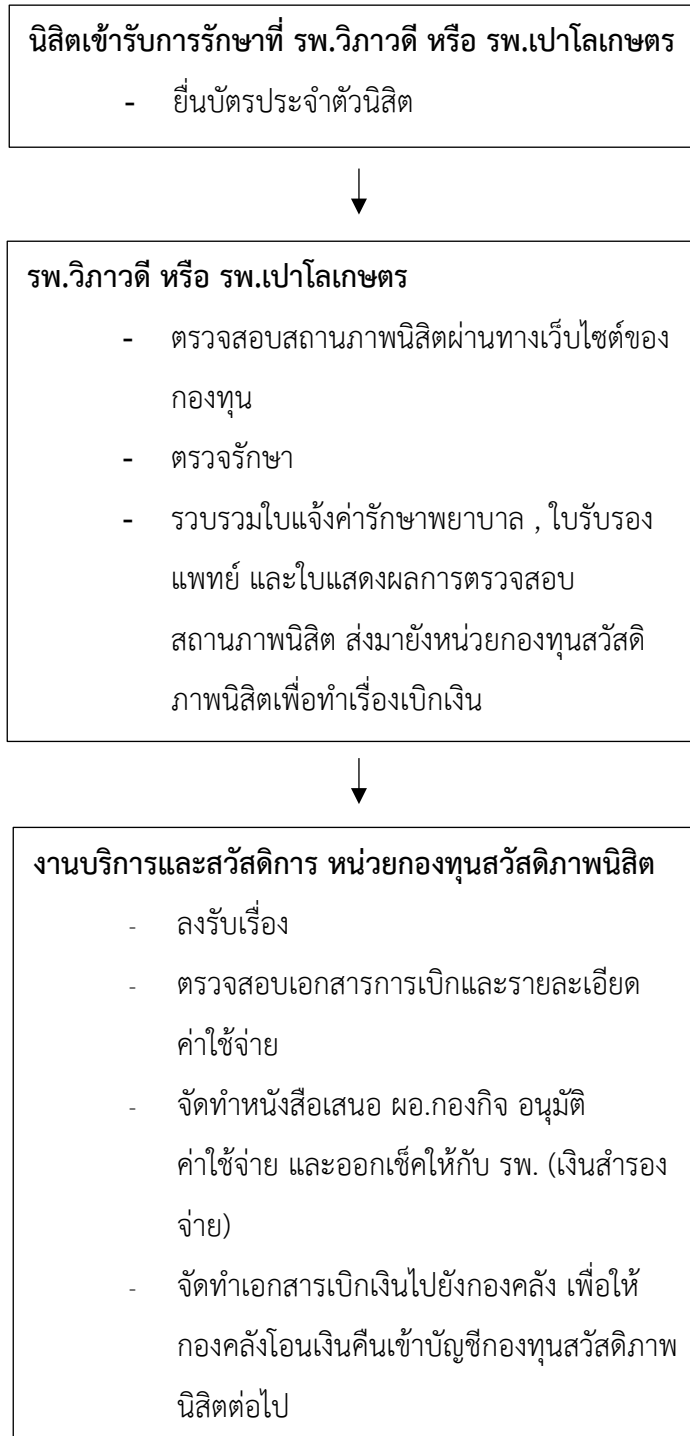 นิสิตเข้ารับการรักษาที่ รพ.วิภาวดี หรือ รพ.เปาโลเกษตร
- ยื่นบัตรประจำตัวนิสิต
รพ.วิภาวดี หรือ รพ.เปาโลเกษตร
- ตรวจสอบสถานภาพนิสิตผ่านทางเว็บไซต์ของ
กองทุน
- ตรวจรักษา
- รวบรวมใบแจ้งค่ารักษาพยาบาล , ใบรับรอง
แพทย์ และใบแสดงผลการตรวจสอบ
สถานภาพนิสิต ส่งมายังหน่วยกองทุนสวัสดิ
ภาพนิสิตเพื่อทำเรื่องเบิกเงิน
งานบริการและสวัสดิการ หน่วยกองทุนสวัสดิภาพนิสิต
- ลงรับเรื่อง
- ตรวจสอบเอกสารการเบิกและรายละเอียด
ค่าใช้จ่าย
- จัดทำหนังสือเสนอ ผอ.กองกิจ อนุมัติ
ค่าใช้จ่าย และออกเช็คให้กับ รพ. (เงินสำรอง
จ่าย)
- จัดทำเอกสารเบิกเงินไปยังกองคลัง เพื่อให้
กองคลังโอนเงินคืนเข้าบัญชีกองทุนสวัสดิภาพ
นิสิตต่อไป